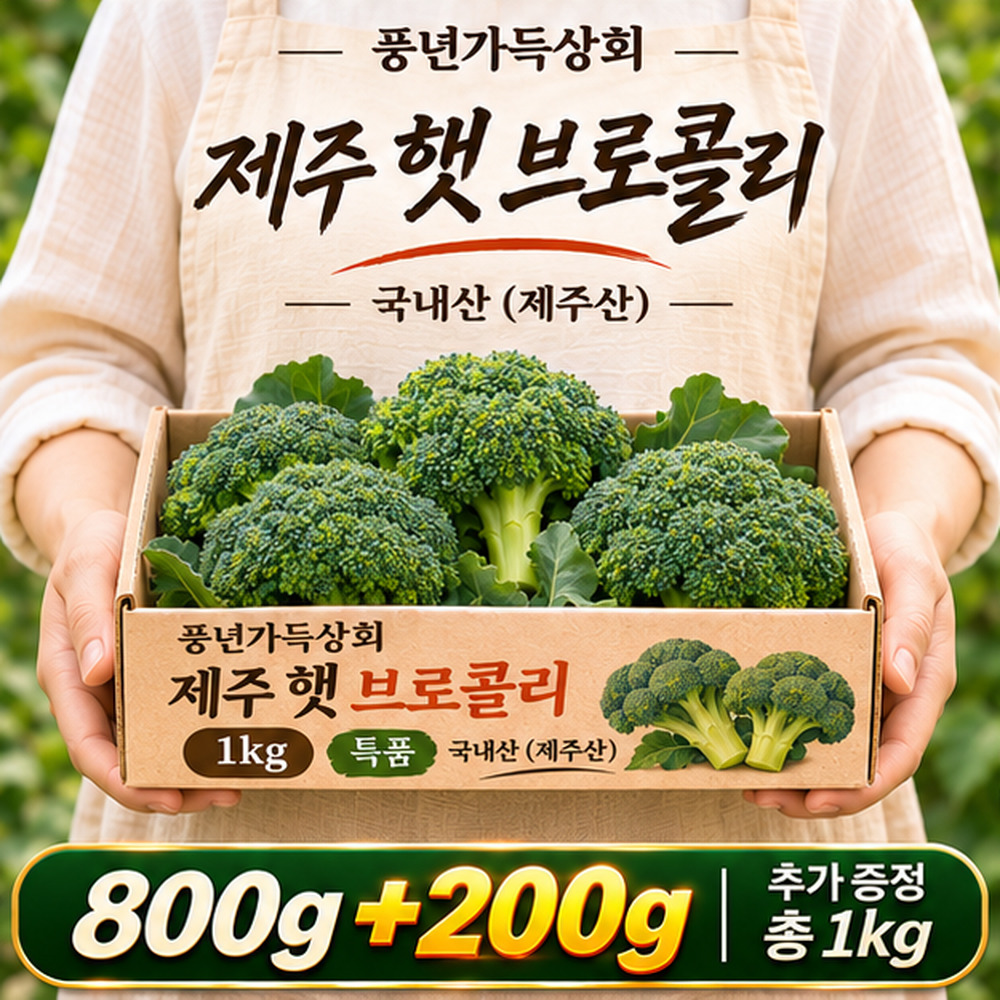 풍년가득상회
제주 햇 브로콜리
국내산 (제주산)
풍년가득상회
제주 햇 브로콜리
1kg 특품 국내산 (제주산)
800g+200g
추가 증정
총 1kg